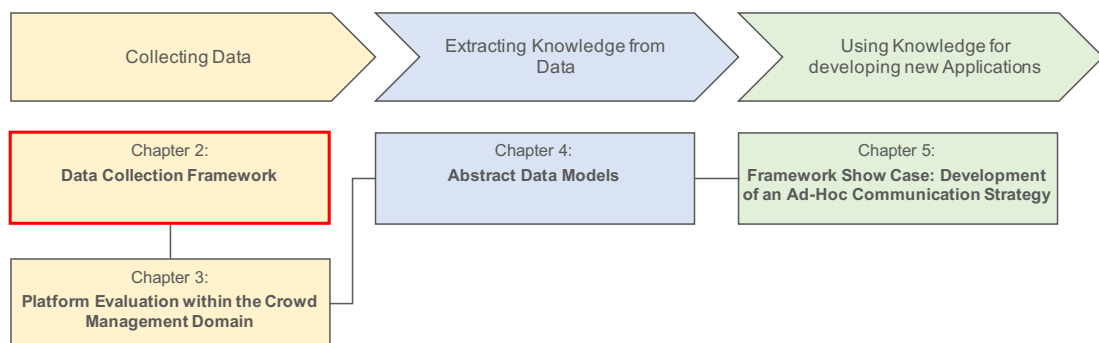 Collecting Data
Extracting Knowledge from
Data
Using Knowledge for
developing new Applications
Chapter 2:
Data Collection Framework
Chapter 4:
Abstract Data Models
Chapter 5:
Framework Show Case: Development
of an Ad-Hoc Communication Strategy
Chapter 3:
Platform Evaluation within the Crowd
Management Domain